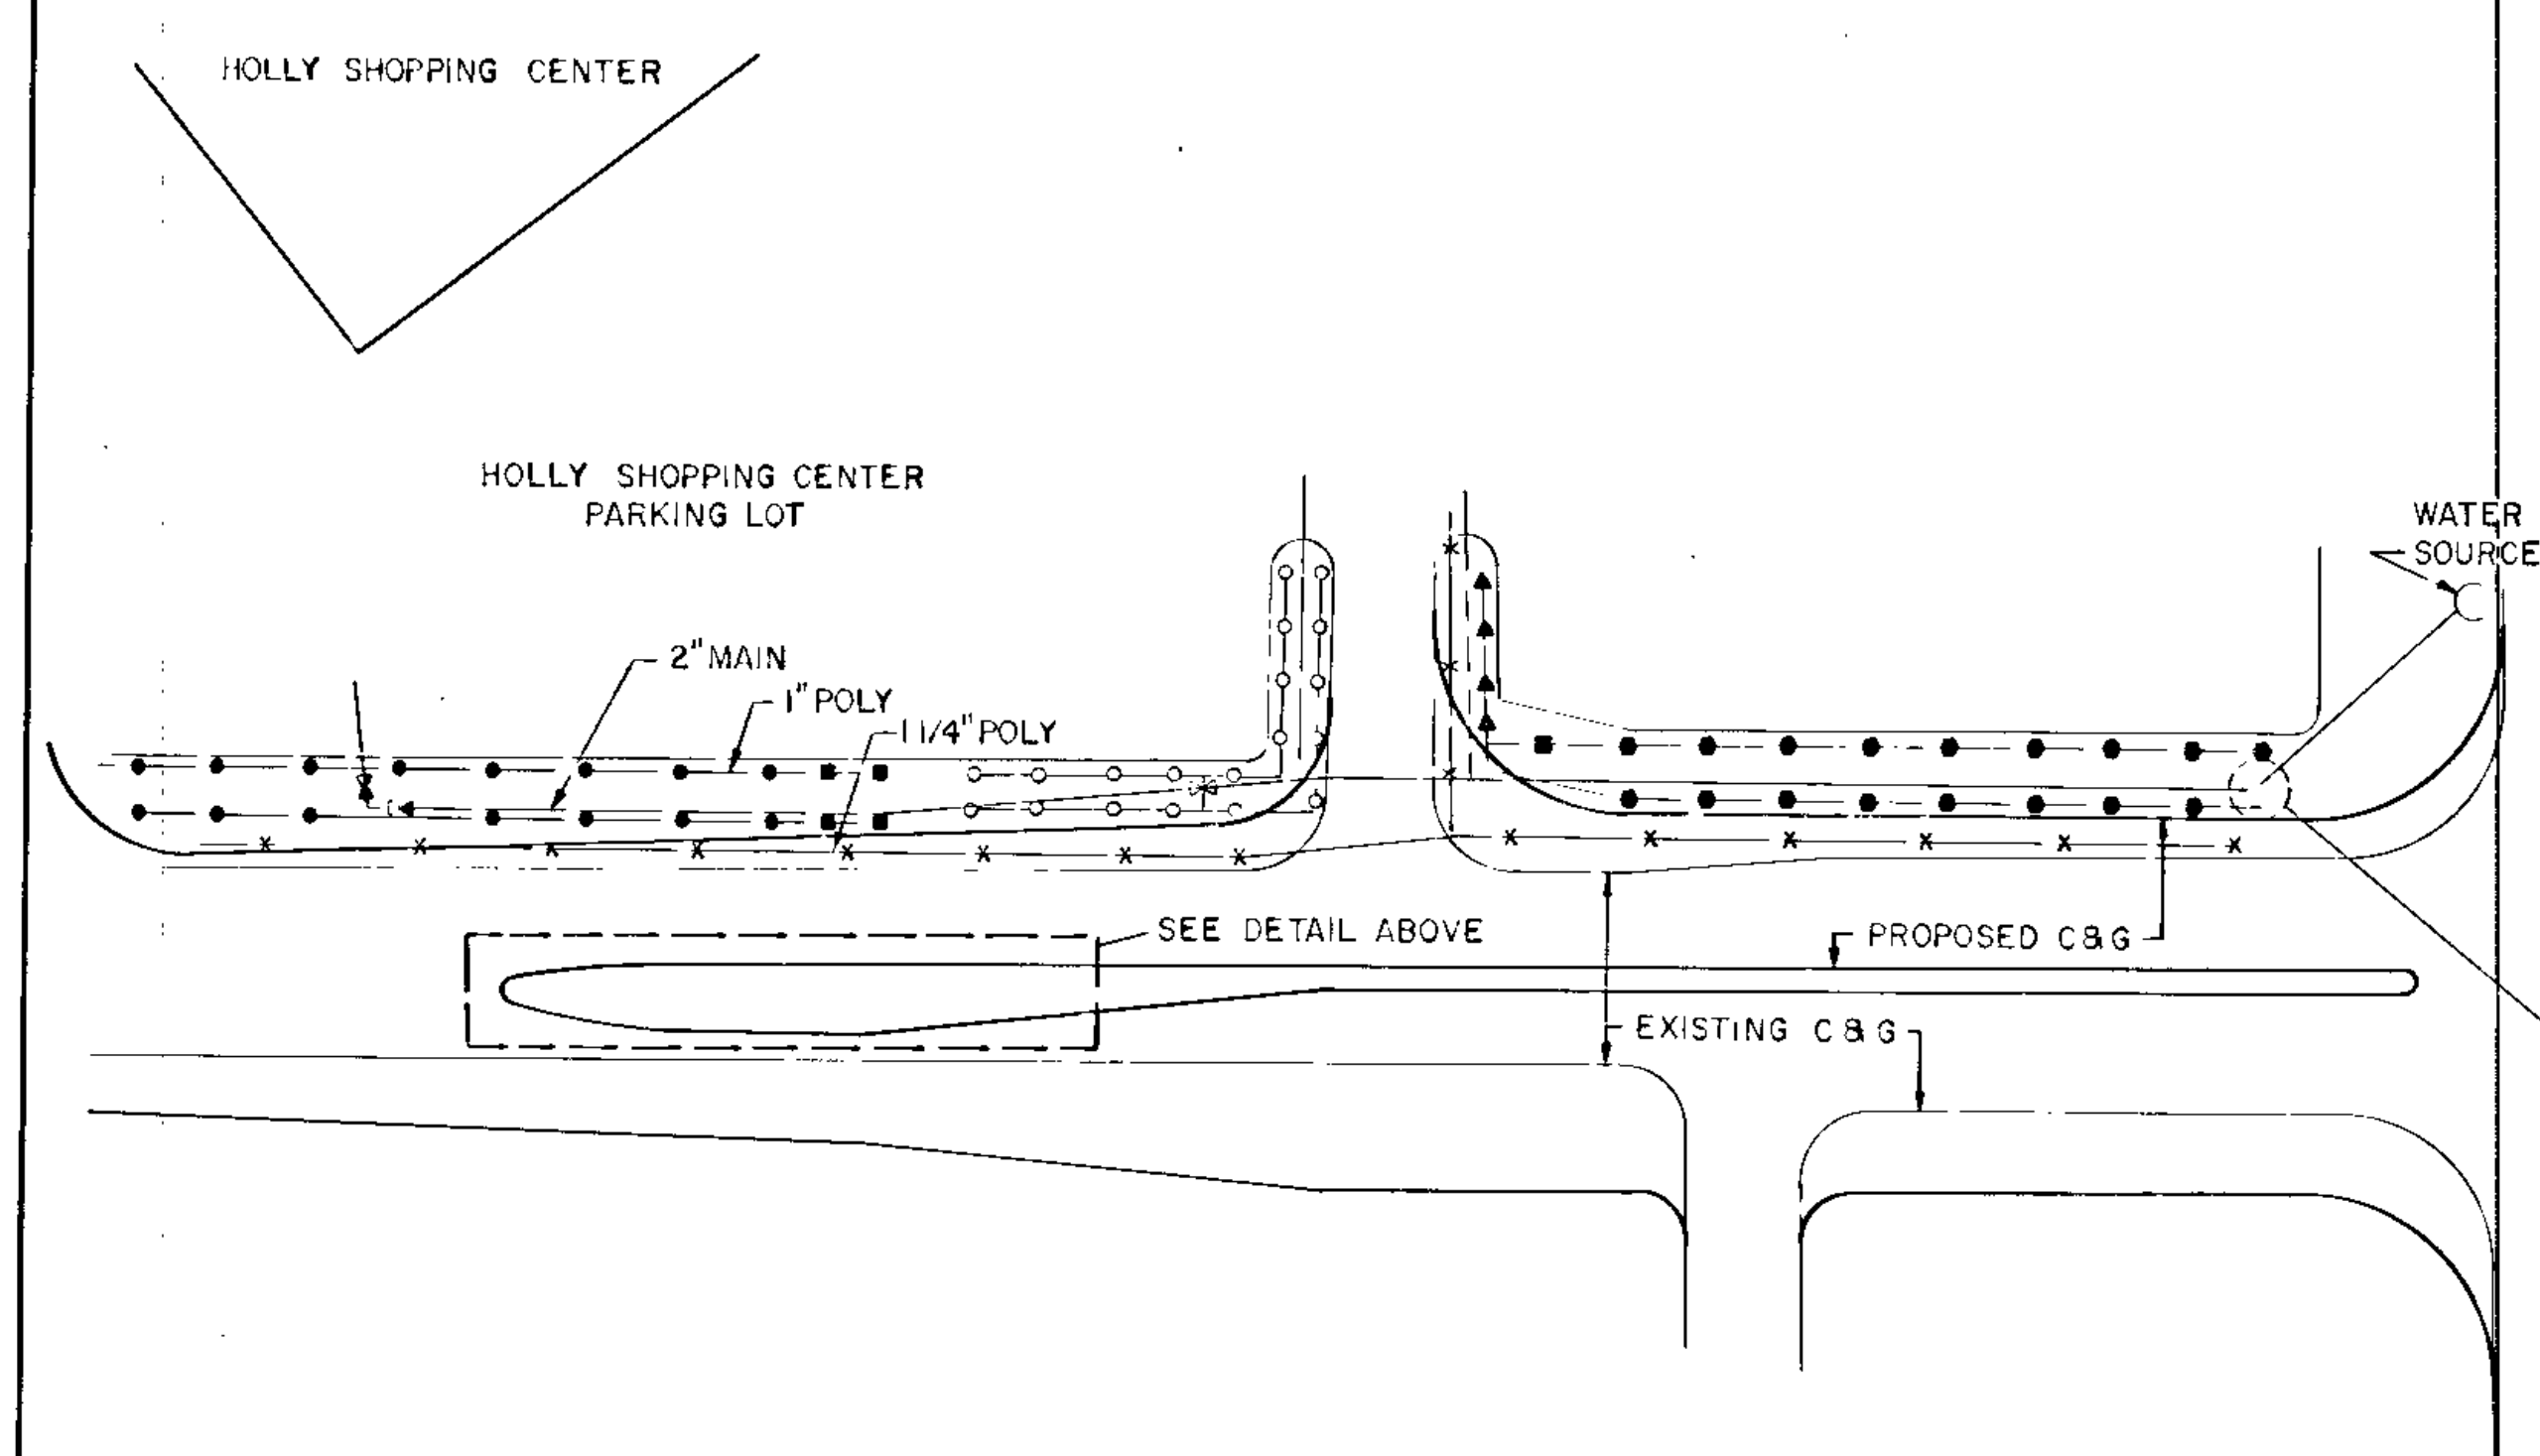 HOLLY SHOPPING CENTER
HOLLY SHOPPING CENTER
PARKING LOT
WATER
SOURCE
2" MAIN
1" POLY
1 1/4" POLY
SEE DETAIL ABOVE
PROPOSED C&G
EXISTING C & G